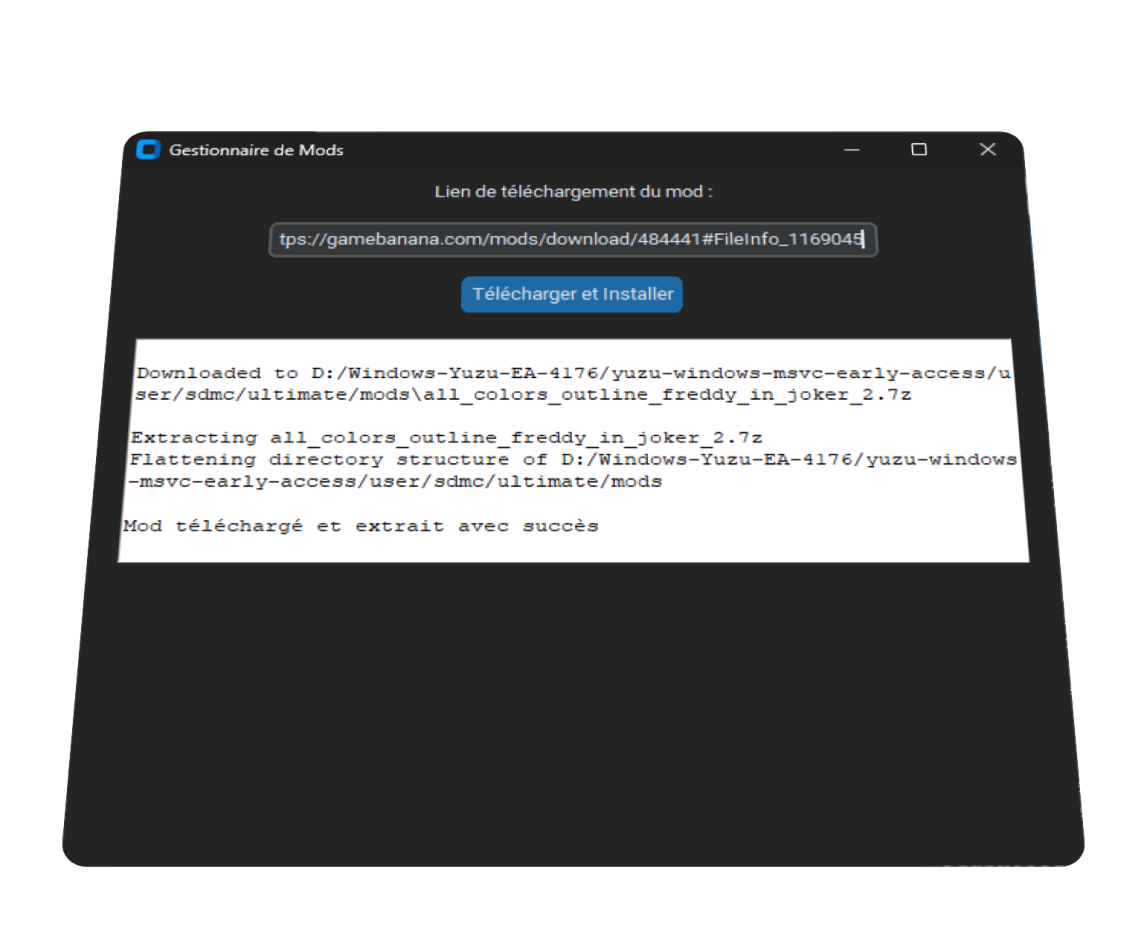 Gestionnaire de Mods
Lien de téléchargement du mod :
tps://gamebanana.com/mods/download/484441#FileInfo_1169045
Télécharger et Installer
Downloaded to D:/Windows-Yuzu-EA-4176/yuzu-windows-msvc-early-access/u
ser/sdmc/ultimate/mods\all_colors_outline_freddy_in_joker_2.7z
Extracting all_colors_outline_freddy_in_joker_2.7z
Flattening directory structure of D:/Windows-Yuzu-EA-4176/yuzu-windows
-msvc-early-access/user/sdmc/ultimate/mods
Mod téléchargé et extrait avec succès